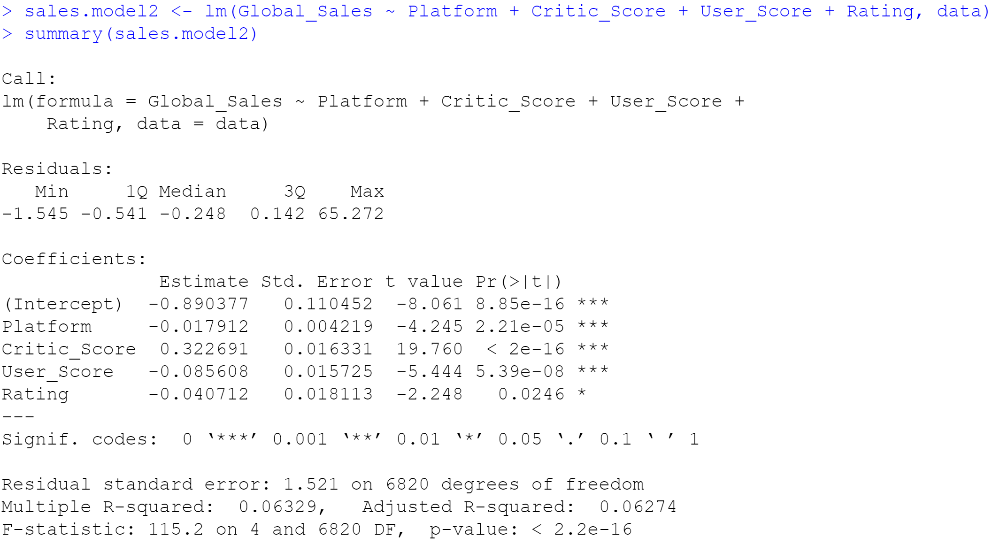 > sales.model2 <- lm(Global_Sales ~ Platform + Critic_Score + User_Score + Rating, data)
> summary(sales.model2)

Call:
lm(formula = Global_Sales ~ Platform + Critic_Score + User_Score +
    Rating, data = data)

Residuals:
   Min     1Q Median     3Q    Max
-1.545 -0.541 -0.248  0.142 65.272

Coefficients:
              Estimate Std. Error t value Pr(>|t|)
(Intercept)  -0.890377   0.110452  -8.061 8.85e-16 ***
Platform     -0.017912   0.004219  -4.245 2.21e-05 ***
Critic_Score  0.322691   0.016331  19.760  < 2e-16 ***
User_Score   -0.085608   0.015725  -5.444 5.39e-08 ***
Rating       -0.040712   0.018113  -2.248   0.0246 *
---
Signif. codes:  0 ‘***’ 0.001 ‘**’ 0.01 ‘*’ 0.05 ‘.’ 0.1 ‘ ’ 1

Residual standard error: 1.521 on 6820 degrees of freedom
Multiple R-squared:  0.06329,   Adjusted R-squared:  0.06274
F-statistic: 115.2 on 4 and 6820 DF,  p-value: < 2.2e-16